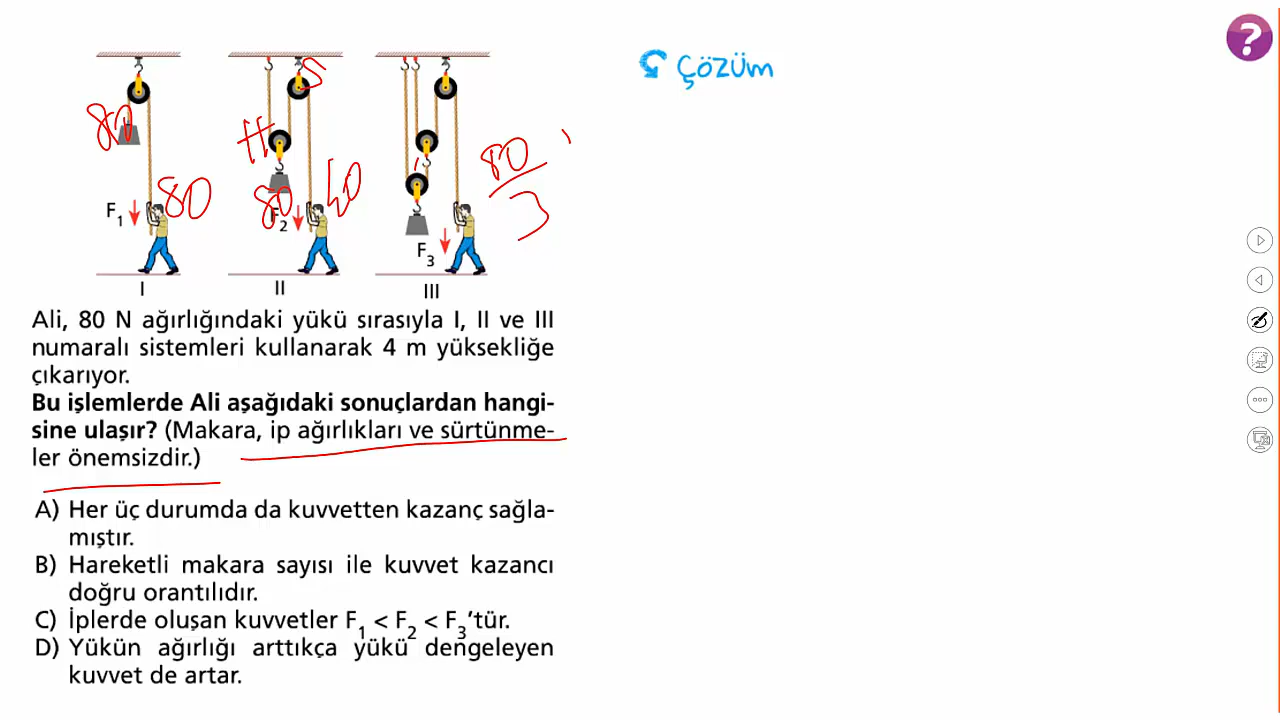 ?
Çözüm
80
80
H
80
S
40
80
3
F1
F2
F3
I
II
III
Ali, 80 N ağırlığındaki yükü sırasıyla I, II ve III
numaralı sistemleri kullanarak 4 m yüksekliğe
çıkarıyor.
Bu işlemlerde Ali aşağıdaki sonuçlardan hangi-
sine ulaşır? (Makara, ip ağırlıkları ve sürtünme-
ler önemsizdir.)
A) Her üç durumda da kuvvetten kazanç sağla-
mıştır.
B) Hareketli makara sayısı ile kuvvet kazancı
doğru orantılıdır.
C) İplerde oluşan kuvvetler F1 < F2 < F3’tür.
D) Yükün ağırlığı arttıkça yükü dengeleyen
kuvvet de artar.